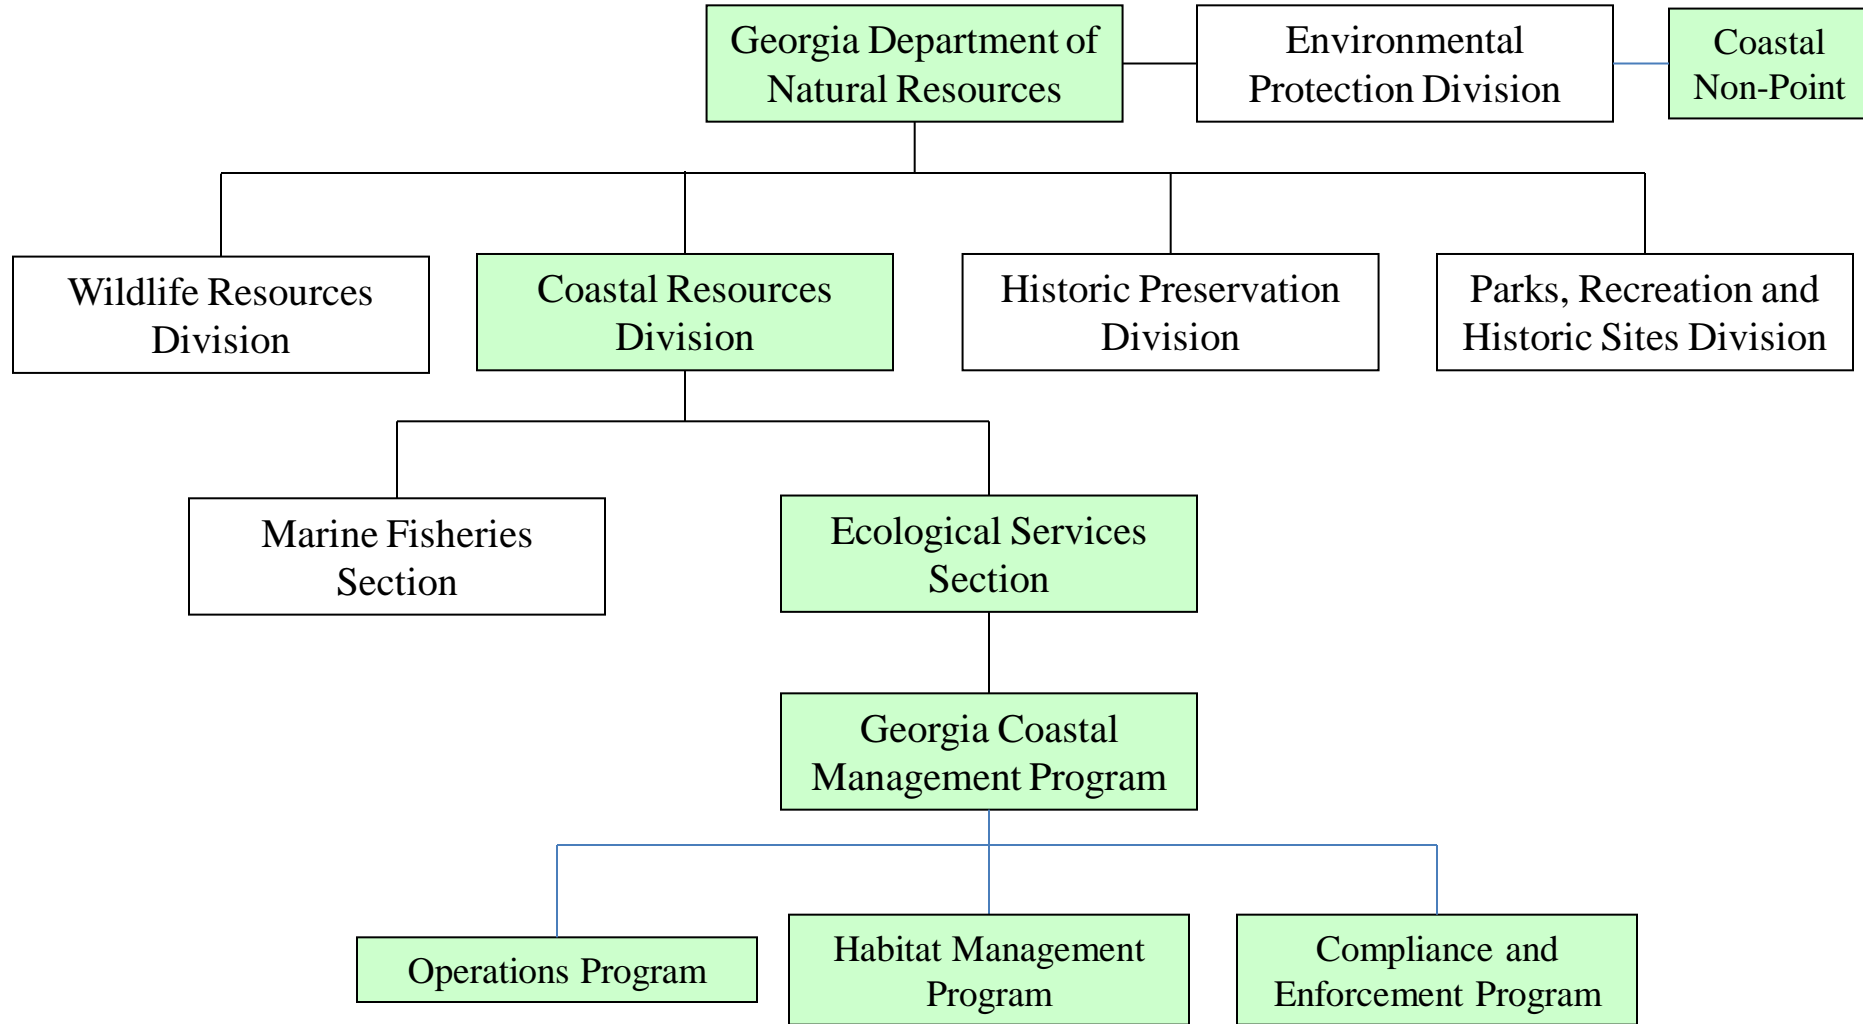 Georgia Department of
Natural Resources
Environmental
Protection Division
Coastal
Non-Point
Wildlife Resources
Division
Coastal Resources
Division
Historic Preservation
Division
Parks, Recreation and
Historic Sites Division
Marine Fisheries
Section
Ecological Services
Section
Georgia Coastal
Management Program
Operations Program
Habitat Management
Program
Compliance and
Enforcement Program